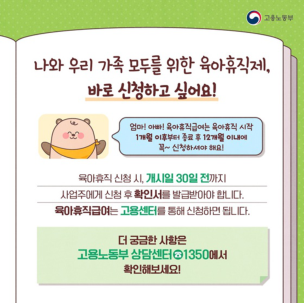 고용노동부
나와 우리 가족 모두를 위한 육아휴직제,
바로 신청하고 싶어요!
엄마! 아빠! 육아휴직급여는 육아휴직 시작
1개월 이후부터 종료 후 12개월 이내에
꼭~ 신청하셔야 해요!
육아휴직 신청 시, 개시일 30일 전까지
사업주에게 신청 후 확인서를 발급받아야 합니다.
육아휴직급여는 고용센터를 통해 신청하면 됩니다.
더 궁금한 사항은
고용노동부 상담센터☎1350에서
확인해보세요!